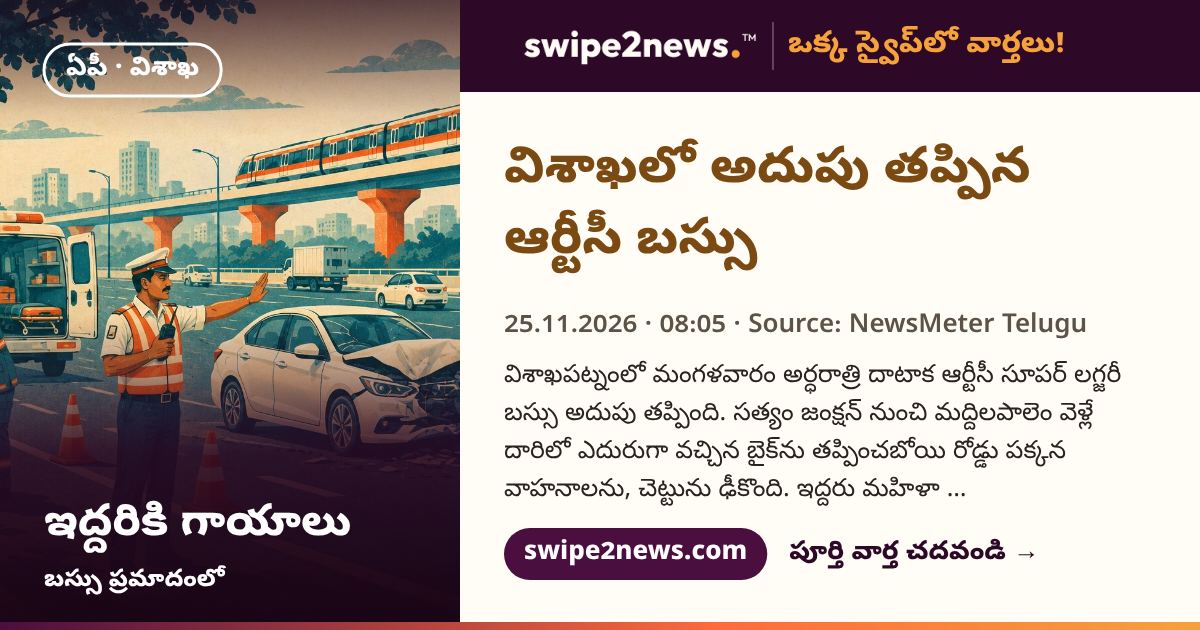 ఏపీ · విశాఖ
swipe2news.™ ఒక్క స్వైప్‌లో వార్తలు!
విశాఖలో అదుపు తప్పిన
ఆర్టీసీ బస్సు
25.11.2026 · 08:05 · Source: NewsMeter Telugu
విశాఖపట్నంలో మంగళవారం అర్ధరాత్రి దాటాక ఆర్టీసీ సూపర్ లగ్జరీ
బస్సు అదుపు తప్పింది. సత్యం జంక్షన్ నుంచి మద్దిలపాలెం వెళ్లే
దారిలో ఎదురుగా వచ్చిన బైక్‌ను తప్పించబోయి రోడ్డు పక్కన
వాహనాలను, చెట్టును ఢీకొంది. ఇద్దరు మహిళా ...
ఇద్దరికి గాయాలు
బస్సు ప్రమాదంలో
swipe2news.com పూర్తి వార్త చదవండి →